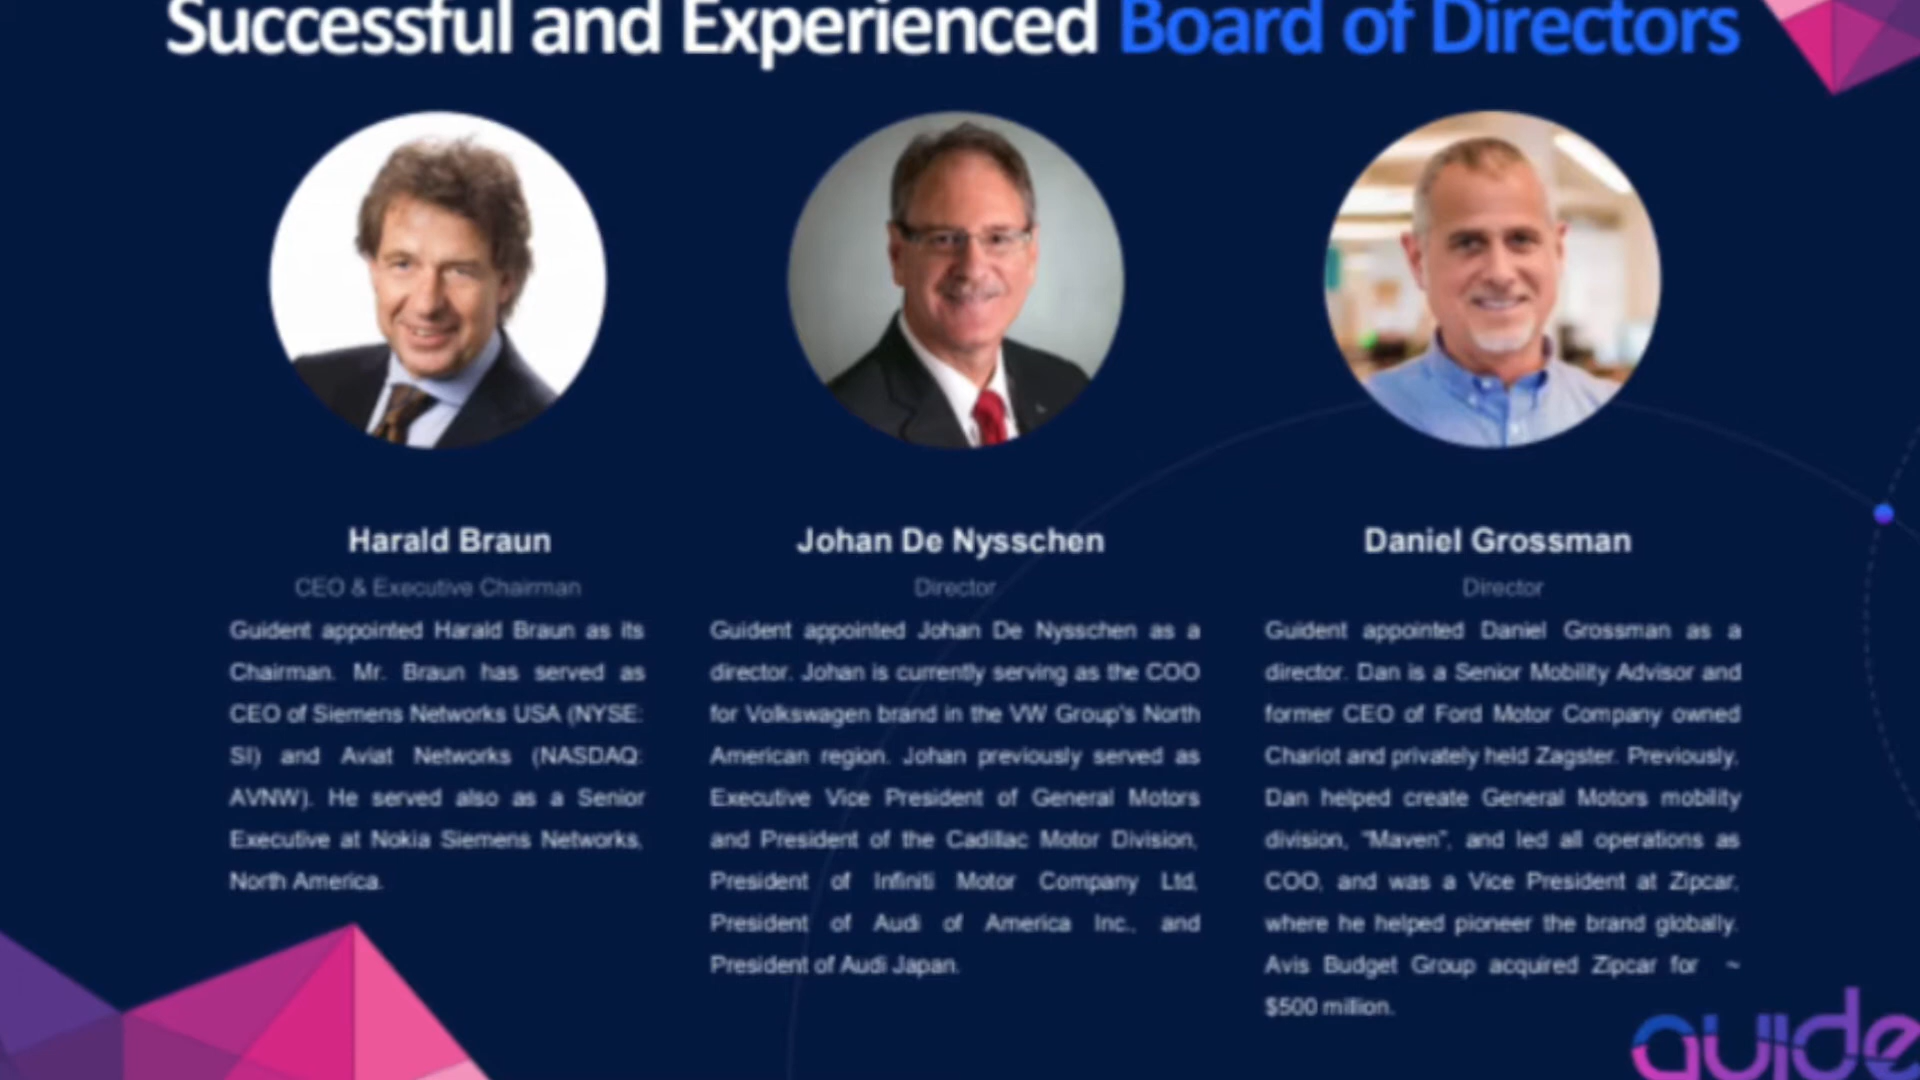 Successful and Experienced Board of Directors
Harald Braun
CEO & Executive Chairman
Guident appointed Harald Braun as its
Chairman. Mr. Braun has served as
CEO of Siemens Networks USA (NYSE:
SI) and Aviat Networks (NASDAQ:
AVNW). He served also as a Senior
Executive at Nokia Siemens Networks,
North America.
Johan De Nysschen
Director
Guident appointed Johan De Nysschen as a
director. Johan is currently serving as the COO
for Volkswagen brand in the VW Group's North
American region. Johan previously served as
Executive Vice President of General Motors
and President of the Cadillac Motor Division,
President of Infiniti Motor Company Ltd,
President of Audi of America Inc., and
President of Audi Japan.
Daniel Grossman
Director
Guident appointed Daniel Grossman as a
director. Dan is a Senior Mobility Advisor and
former CEO of Ford Motor Company owned
Chariot and privately held Zagster. Previously,
Dan helped create General Motors mobility
division, "Maven", and led all operations as
COO, and was a Vice President at Zipcar,
where he helped pioneer the brand globally.
Avis Budget Group acquired Zipcar for ~
$500 million.
guide